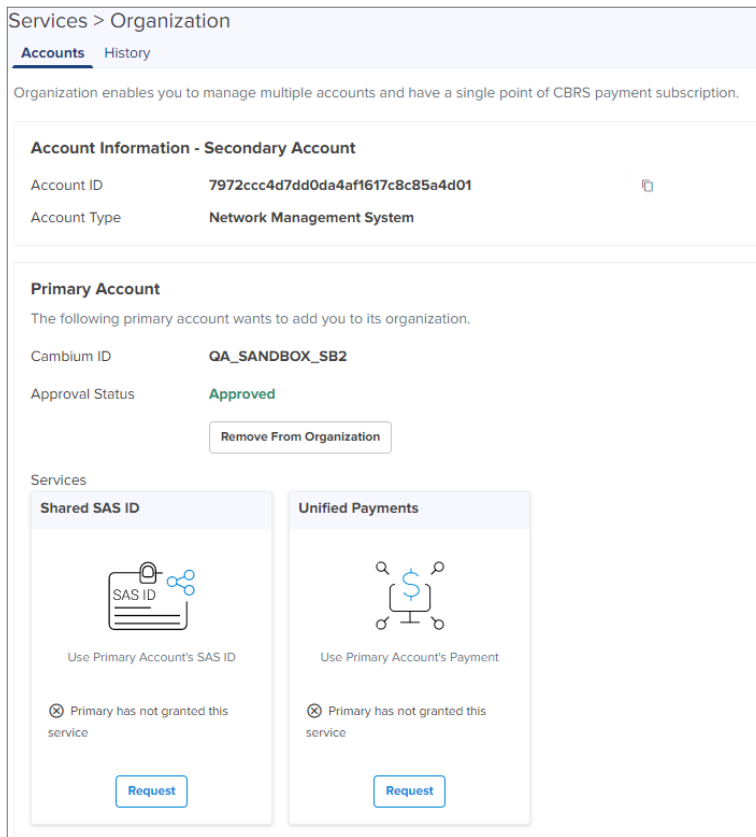 Services > Organization
Accounts History
Organization enables you to manage multiple accounts and have a single point of CBRS payment subscription.
Account Information - Secondary Account
Account ID 7972ccc4d7dd0da4af1617c8c85a4d01
Account Type Network Management System
Primary Account
The following primary account wants to add you to its organization.
Cambium ID QA_SANDBOX_SB2
Approval Status Approved
Remove From Organization
Services
Shared SAS ID
SAS ID
Use Primary Account's SAS ID
Primary has not granted this
service
Request
Unified Payments
$
Use Primary Account's Payment
Primary has not granted this
service
Request